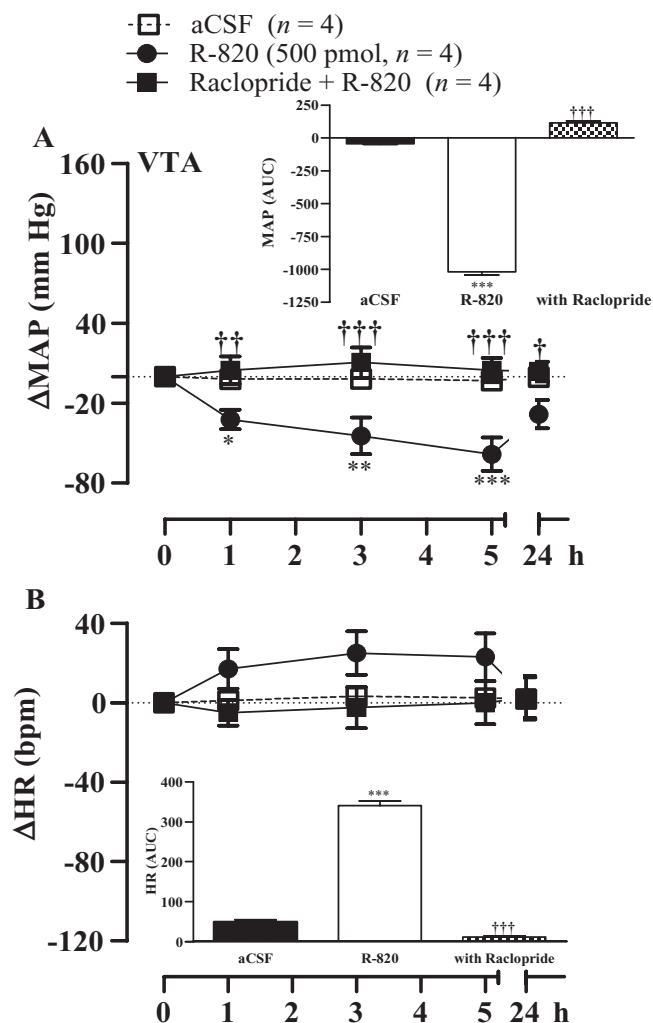 aCSF (n = 4)
R-820 (500 pmol, n = 4)
Raclopride + R-820 (n = 4)
A
VTA
ΔMAP (mm Hg)
160
100
40
-20
-80
MAP (AUC)
250
0
-250
-500
-750
-1000
-1250
†††
***
aCSF R-820 with Raclopride
†† ††† ††† †
* ** ***
0 1 2 3 4 5 24 h
B
ΔHR (bpm)
40
0
-40
-80
-120
HR (AUC)
400
300
200
100
0
***
†††
aCSF R-820 with Raclopride
0 1 2 3 4 5 24 h